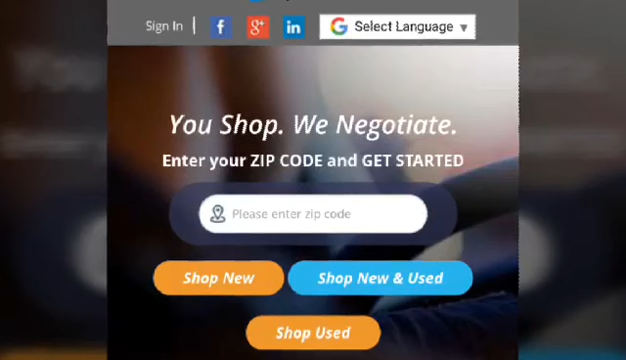 Sign In | f g+ in G Select Language ▼
You Shop. We Negotiate.
Enter your ZIP CODE and GET STARTED
Please enter zip code
Shop New Shop New & Used
Shop Used